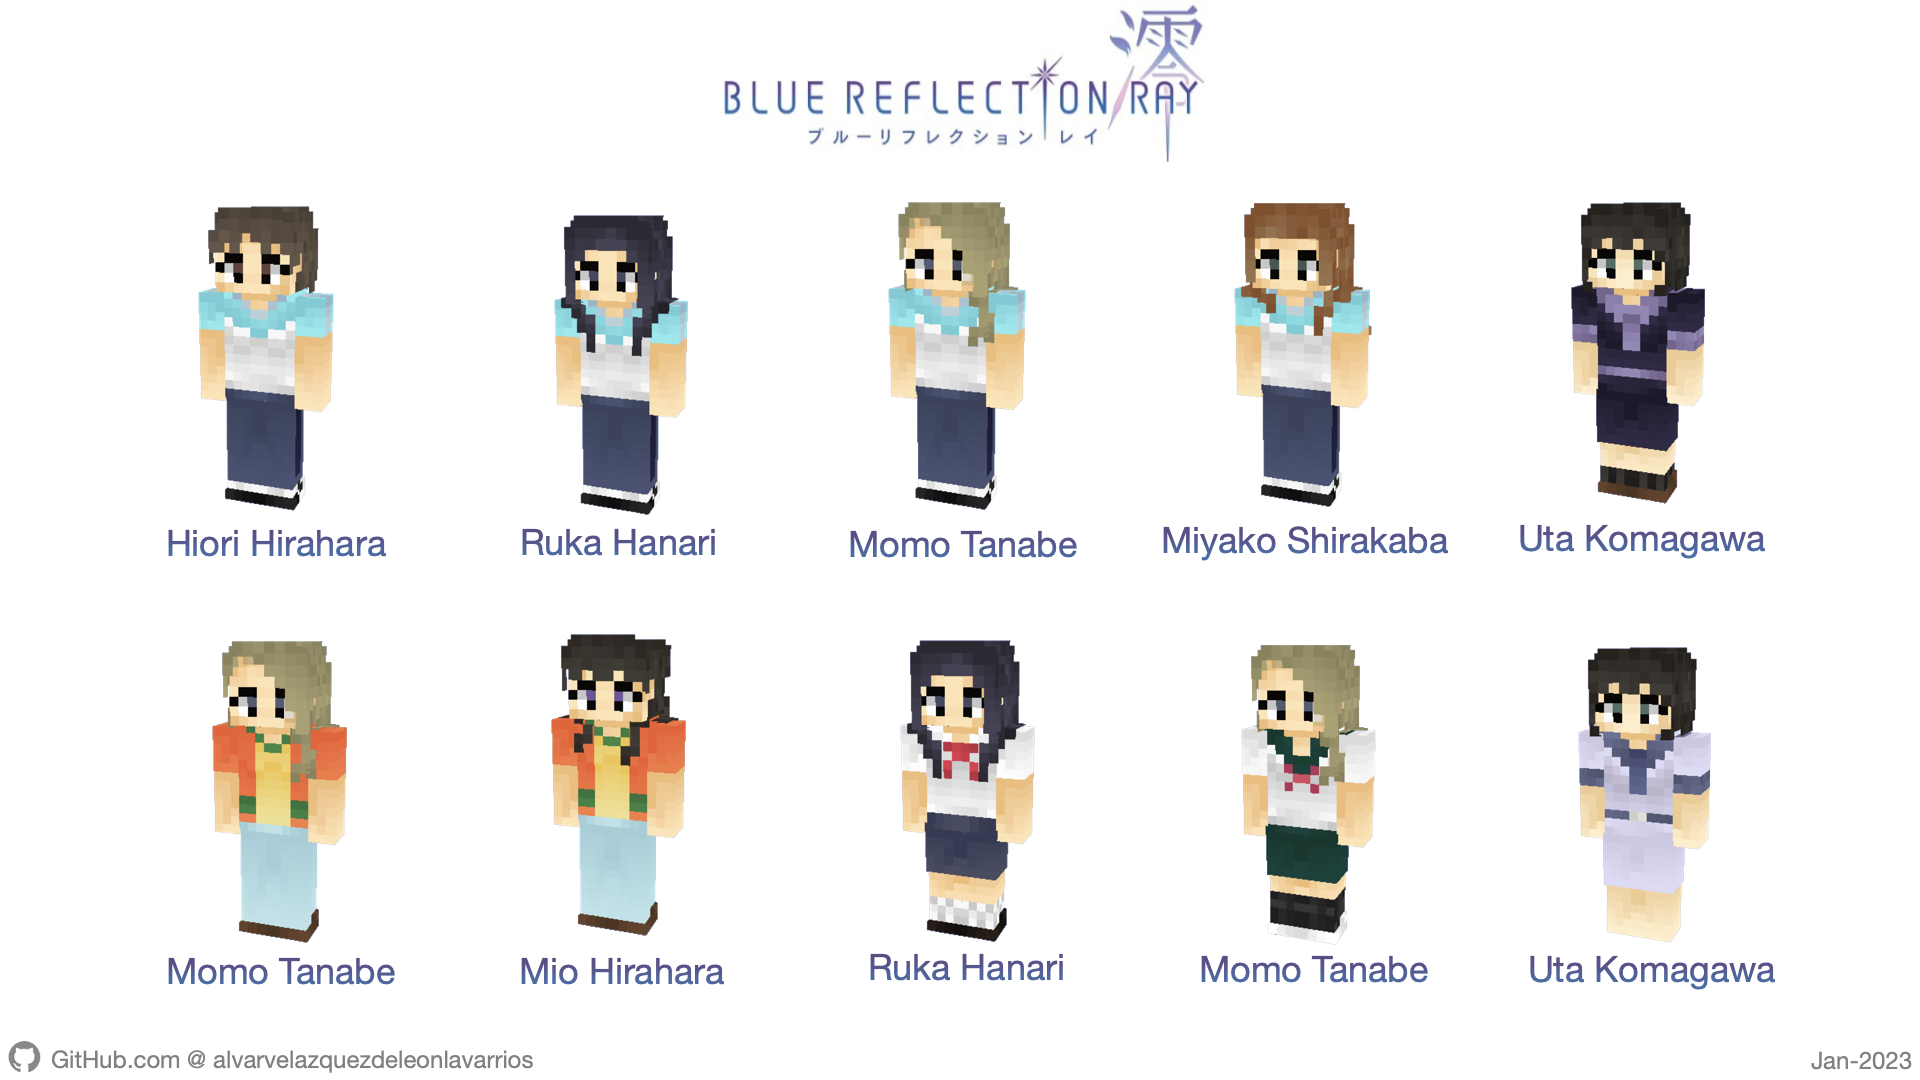 澪
BLUE REFLECTION RAY
ブルーリフレクション レイ
Hiori Hirahara
Ruka Hanari
Momo Tanabe
Miyako Shirakaba
Uta Komagawa
Momo Tanabe
Mio Hirahara
Ruka Hanari
Momo Tanabe
Uta Komagawa
GitHub.com @ alvarvelazquezdeleonlavarrios
Jan-2023